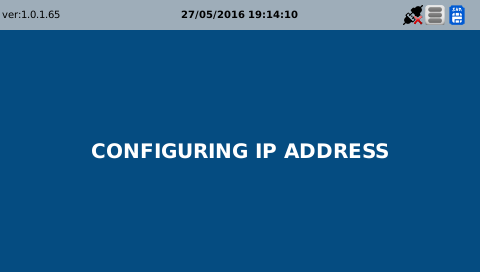 ver:1.0.1.65
27/05/2016 19:14:10
CONFIGURING IP ADDRESS